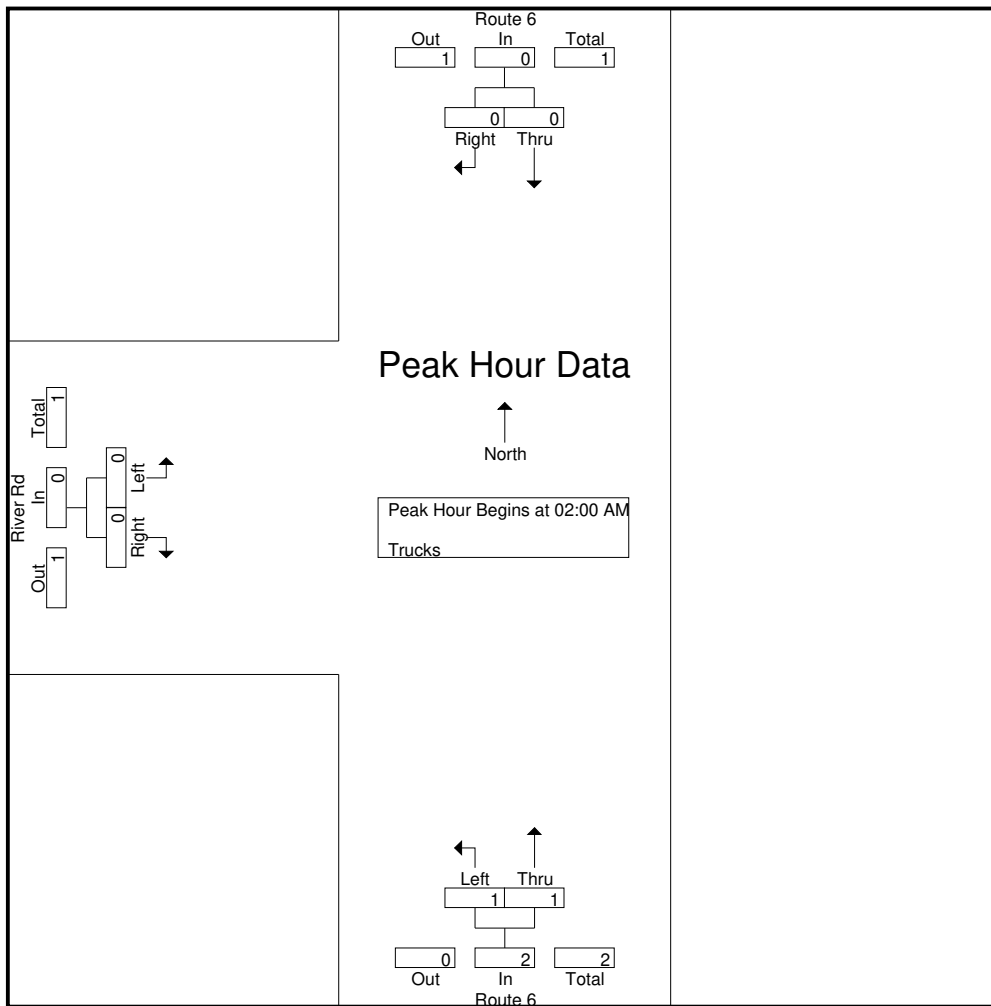 Route 6
Out In Total
1 0 1
0 0
Right Thru
Peak Hour Data
North
Peak Hour Begins at 02:00 AM
Trucks
River Rd
Out In Total
1 0 1
Right Left
0 0
Left Thru
1 1
0 2 2
Out In Total
Route 6